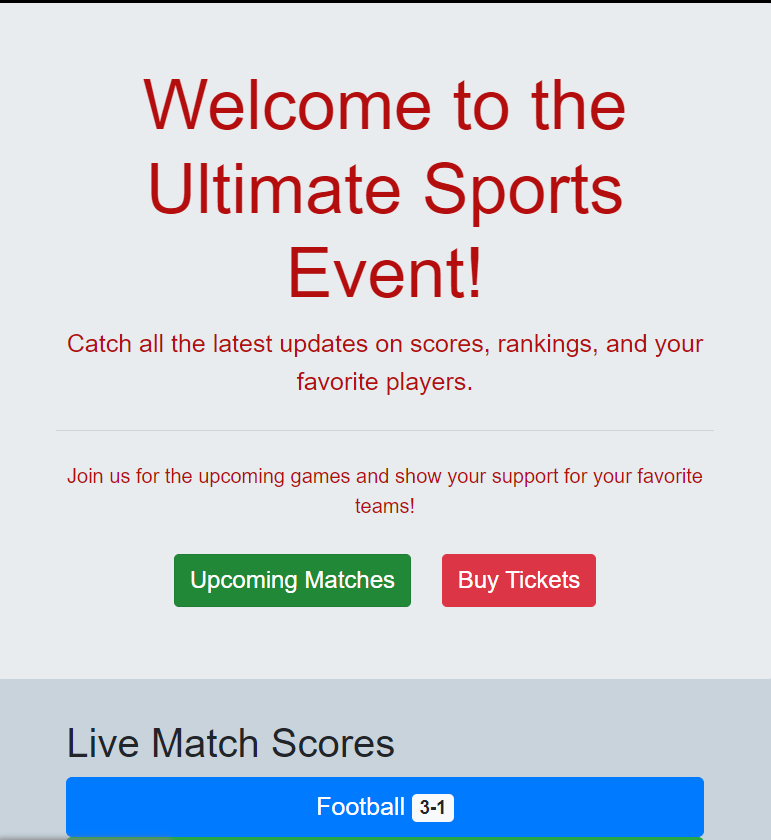 Welcome to the
Ultimate Sports
Event!
Catch all the latest updates on scores, rankings, and your
favorite players.
Join us for the upcoming games and show your support for your favorite
teams!
Upcoming Matches
Buy Tickets
Live Match Scores
Football 3-1